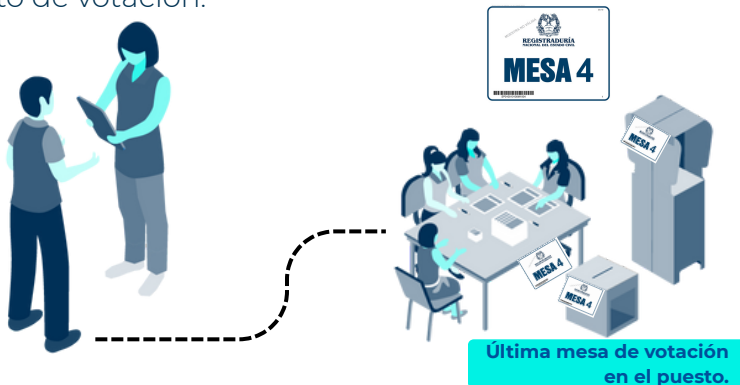 to de votación.
REGISTRADURÍA
NACIONAL DEL ESTADO CIVIL
MESA 4
MESA 4
MESA 4
MESA 4
Última mesa de votación
en el puesto.